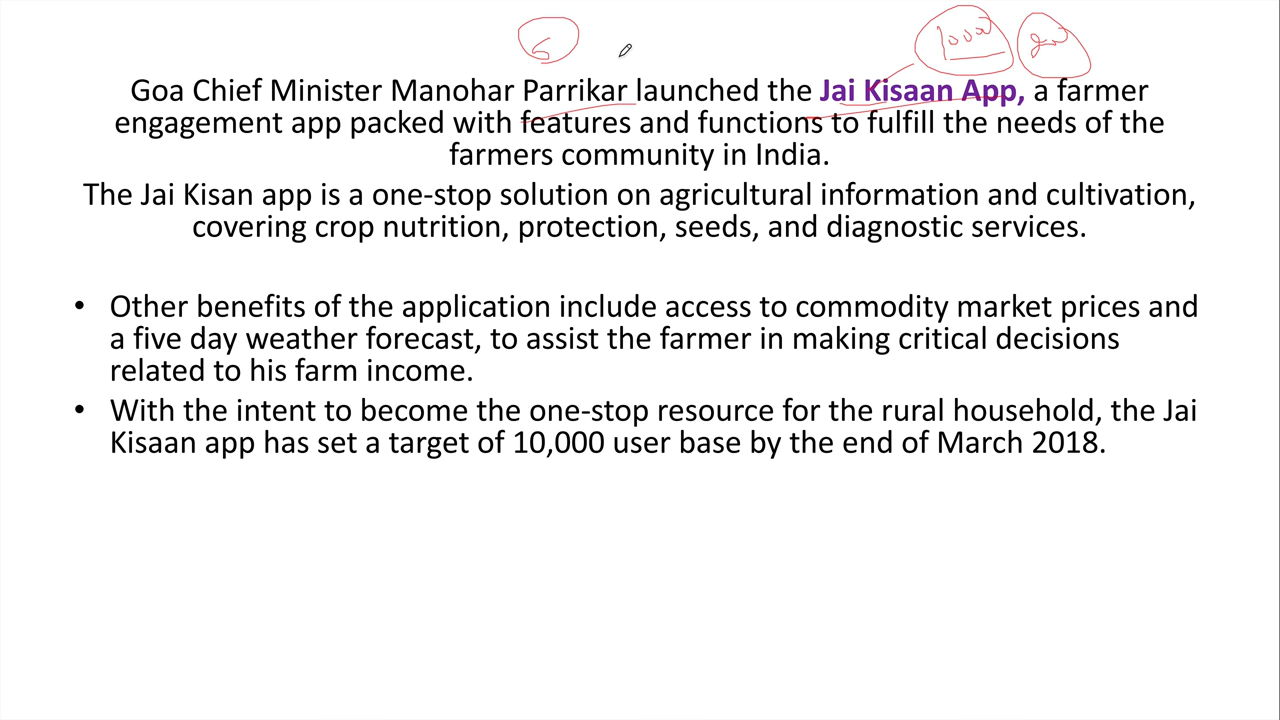 Goa Chief Minister Manohar Parrikar launched the Jai Kisaan App, a farmer
engagement app packed with features and functions to fulfill the needs of the
farmers community in India.
The Jai Kisan app is a one-stop solution on agricultural information and cultivation,
covering crop nutrition, protection, seeds, and diagnostic services.
• Other benefits of the application include access to commodity market prices and
a five day weather forecast, to assist the farmer in making critical decisions
related to his farm income.
• With the intent to become the one-stop resource for the rural household, the Jai
Kisaan app has set a target of 10,000 user base by the end of March 2018.